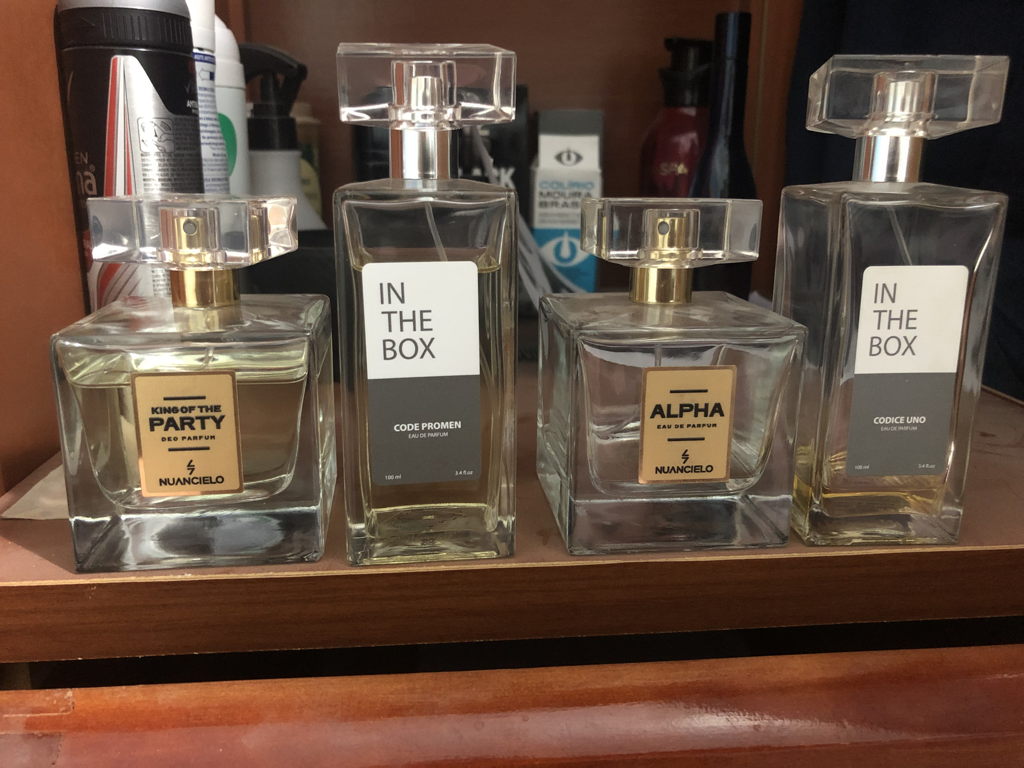 KING OF THE
PARTY
DEO PARFUM
NUANCIELO
IN
THE
BOX
CODE PROMEN
EAU DE PARFUM
100 ml 3.4 fl.oz
ALPHA
EAU DE PARFUM
NUANCIELO
IN
THE
BOX
CODICE UNO
EAU DE PARFUM
100 ml 3.4 fl.oz
COLÍRIO
MOURA
BRASIL
SPA